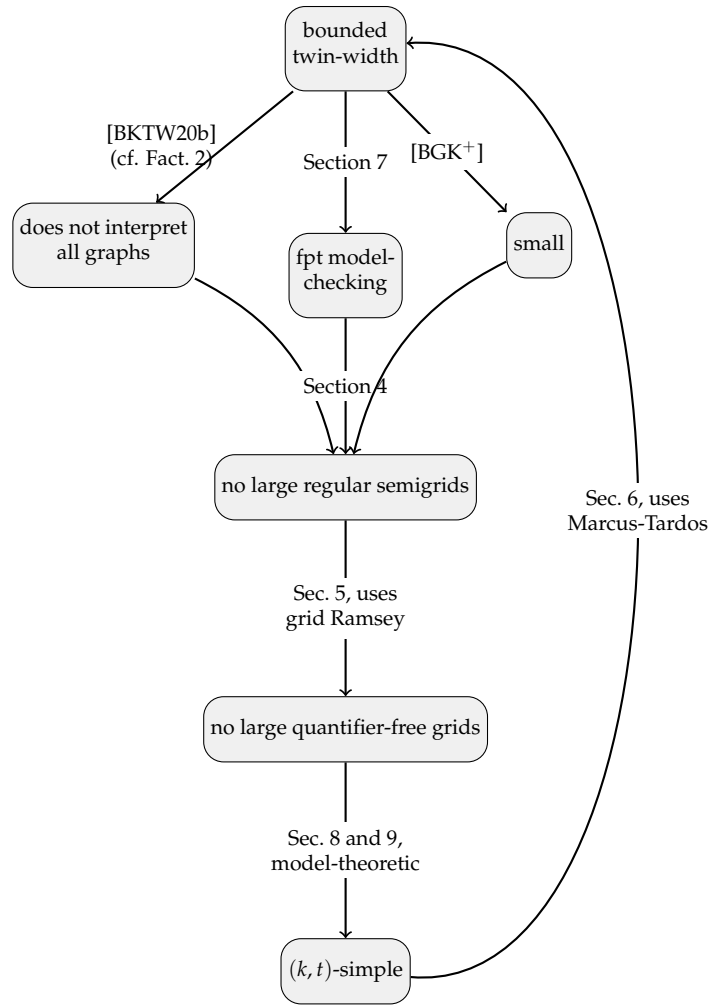 bounded
twin-width
[BKTW20b]
(cf. Fact. 2)
Section 7
[BGK⁺]
does not interpret
all graphs
fpt model-
checking
small
Section 4
no large regular semigrids
Sec. 6, uses
Marcus-Tardos
Sec. 5, uses
grid Ramsey
no large quantifier-free grids
Sec. 8 and 9,
model-theoretic
(k, t)-simple